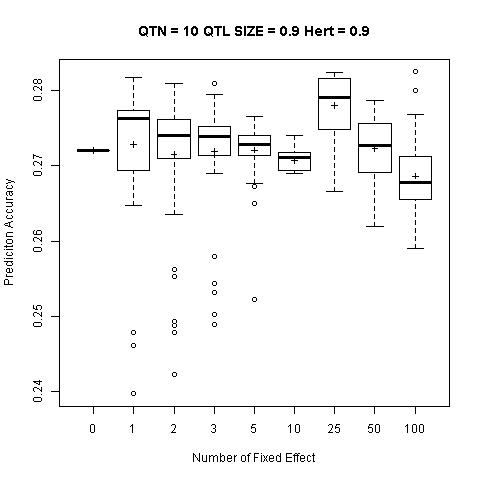 QTN = 10 QTL SIZE = 0.9 Hert = 0.9
Prediciton Accuracy
0.28
0.27
0.26
0.25
0.24
0 1 2 3 5 10 25 50 100
Number of Fixed Effect